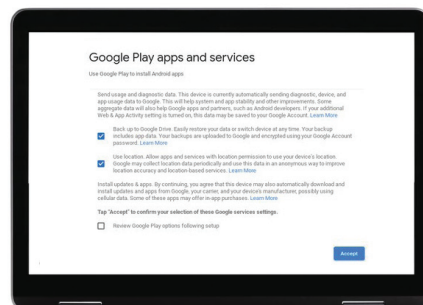 Google Play apps and services
Use Google Play to install Android apps
Send usage and diagnostic data. This device is currently automatically sending diagnostic, device, and
app usage data to Google. This will help system and app stability and other improvements. Some
aggregate data will also help Google apps and partners, such as Android developers. If your additional
Web & App Activity setting is turned on, this data may be saved to your Google Account. Learn More
Back up to Google Drive. Easily restore your data or switch device at any time. Your backup
includes app data. Your backups are uploaded to Google and encrypted using your Google Account
password. Learn More
Use location. Allow apps and services with location permission to use your device's location.
Google may collect location data periodically and use this data in an anonymous way to improve
location accuracy and location-based services. Learn More
Install updates & apps. By continuing, you agree that this device may also automatically download and
install updates and apps from Google, your carrier, and your device's manufacturer, possibly using
cellular data. Some of these apps may offer in-app purchases. Learn More
Tap "Accept" to confirm your selection of these Google services settings.
Review Google Play options following setup
Accept